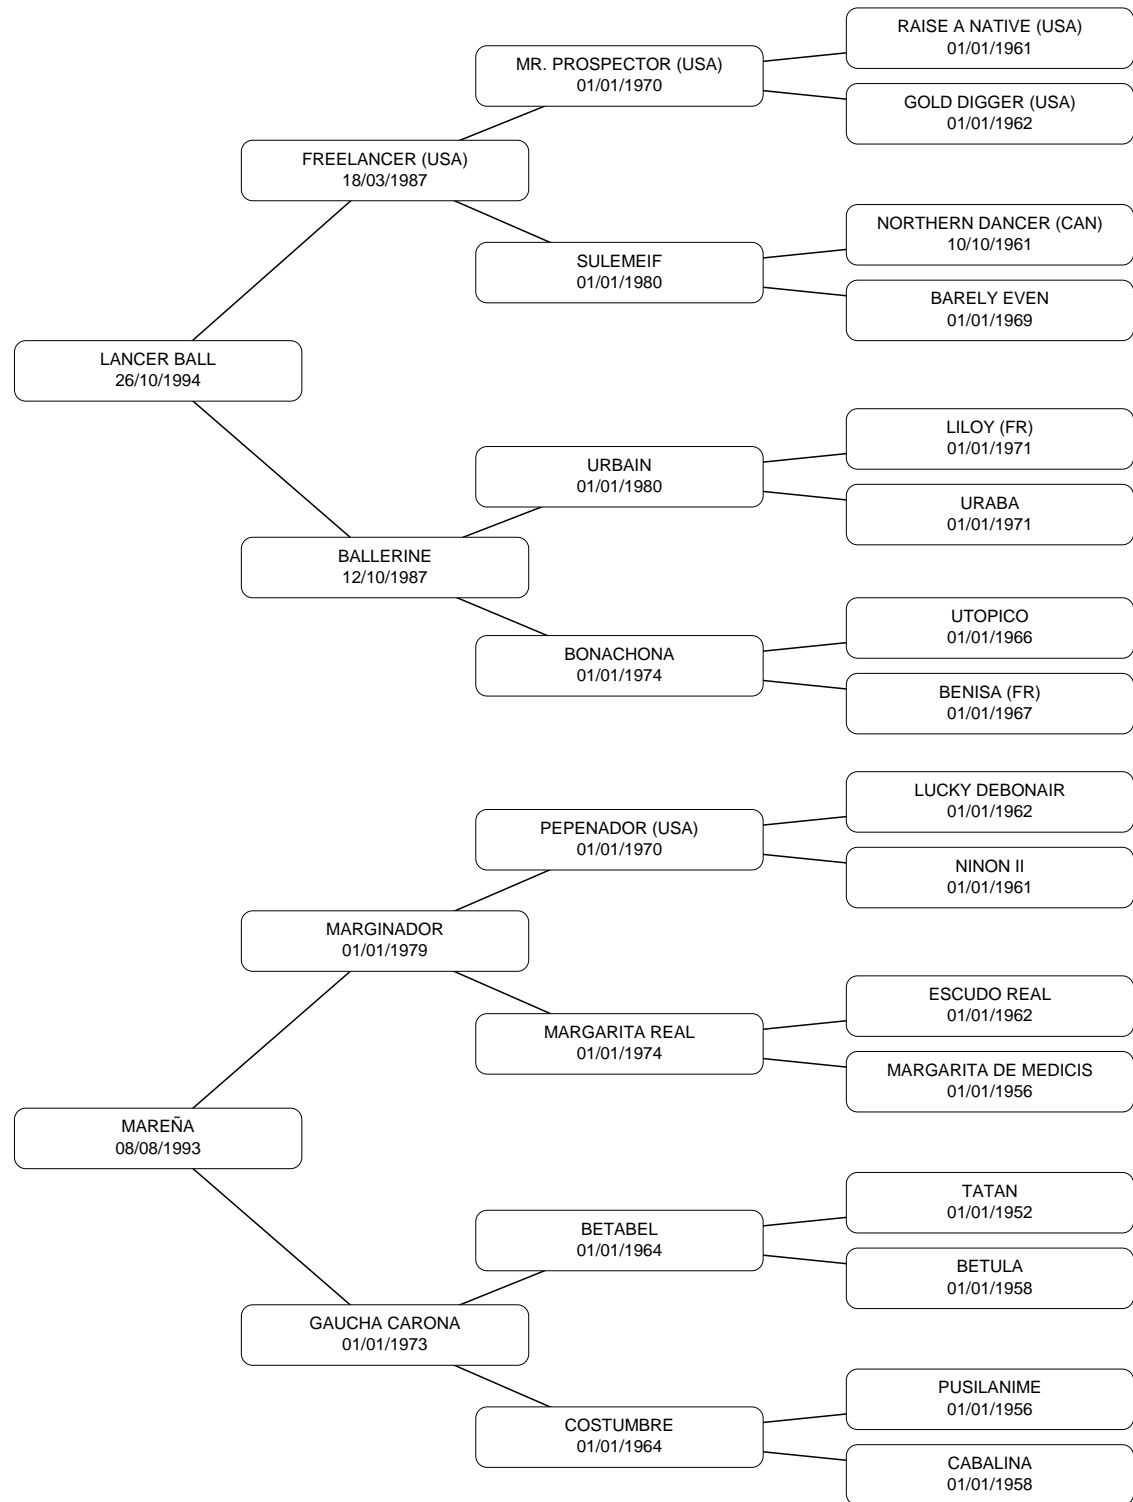 RAISE A NATIVE (USA)
01/01/1961
MR. PROSPECTOR (USA)
01/01/1970
GOLD DIGGER (USA)
01/01/1962
FREELANCER (USA)
18/03/1987
NORTHERN DANCER (CAN)
10/10/1961
SULEMEIF
01/01/1980
BARELY EVEN
01/01/1969
LANCER BALL
26/10/1994
LILOY (FR)
01/01/1971
URBAIN
01/01/1980
URABA
01/01/1971
BALLERINE
12/10/1987
UTOPICO
01/01/1966
BONACHONA
01/01/1974
BENISA (FR)
01/01/1967
LUCKY DEBONAIR
01/01/1962
PEPENADOR (USA)
01/01/1970
NINON II
01/01/1961
MARGINADOR
01/01/1979
ESCUDO REAL
01/01/1962
MARGARITA REAL
01/01/1974
MARGARITA DE MEDICIS
01/01/1956
MAREÑA
08/08/1993
TATAN
01/01/1952
BETABEL
01/01/1964
BETULA
01/01/1958
GAUCHA CARONA
01/01/1973
PUSILANIME
01/01/1956
COSTUMBRE
01/01/1964
CABALINA
01/01/1958